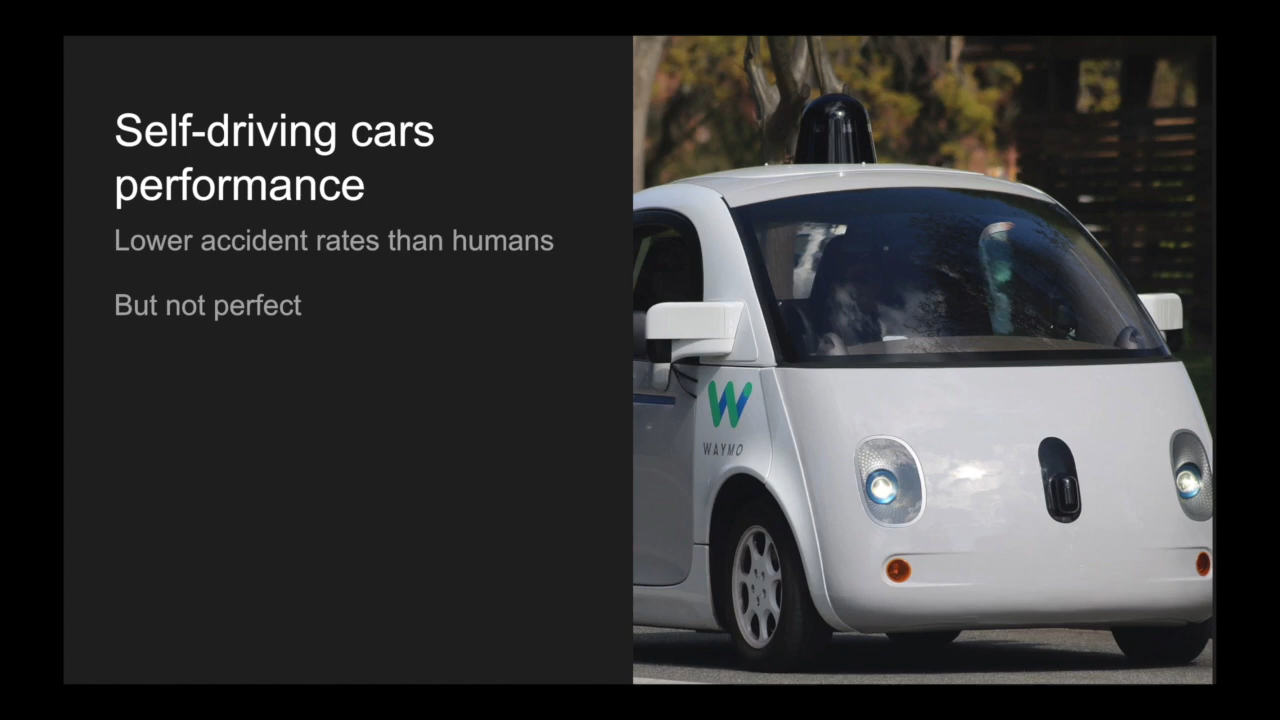 Self-driving cars
performance
Lower accident rates than humans
But not perfect
WAYMO